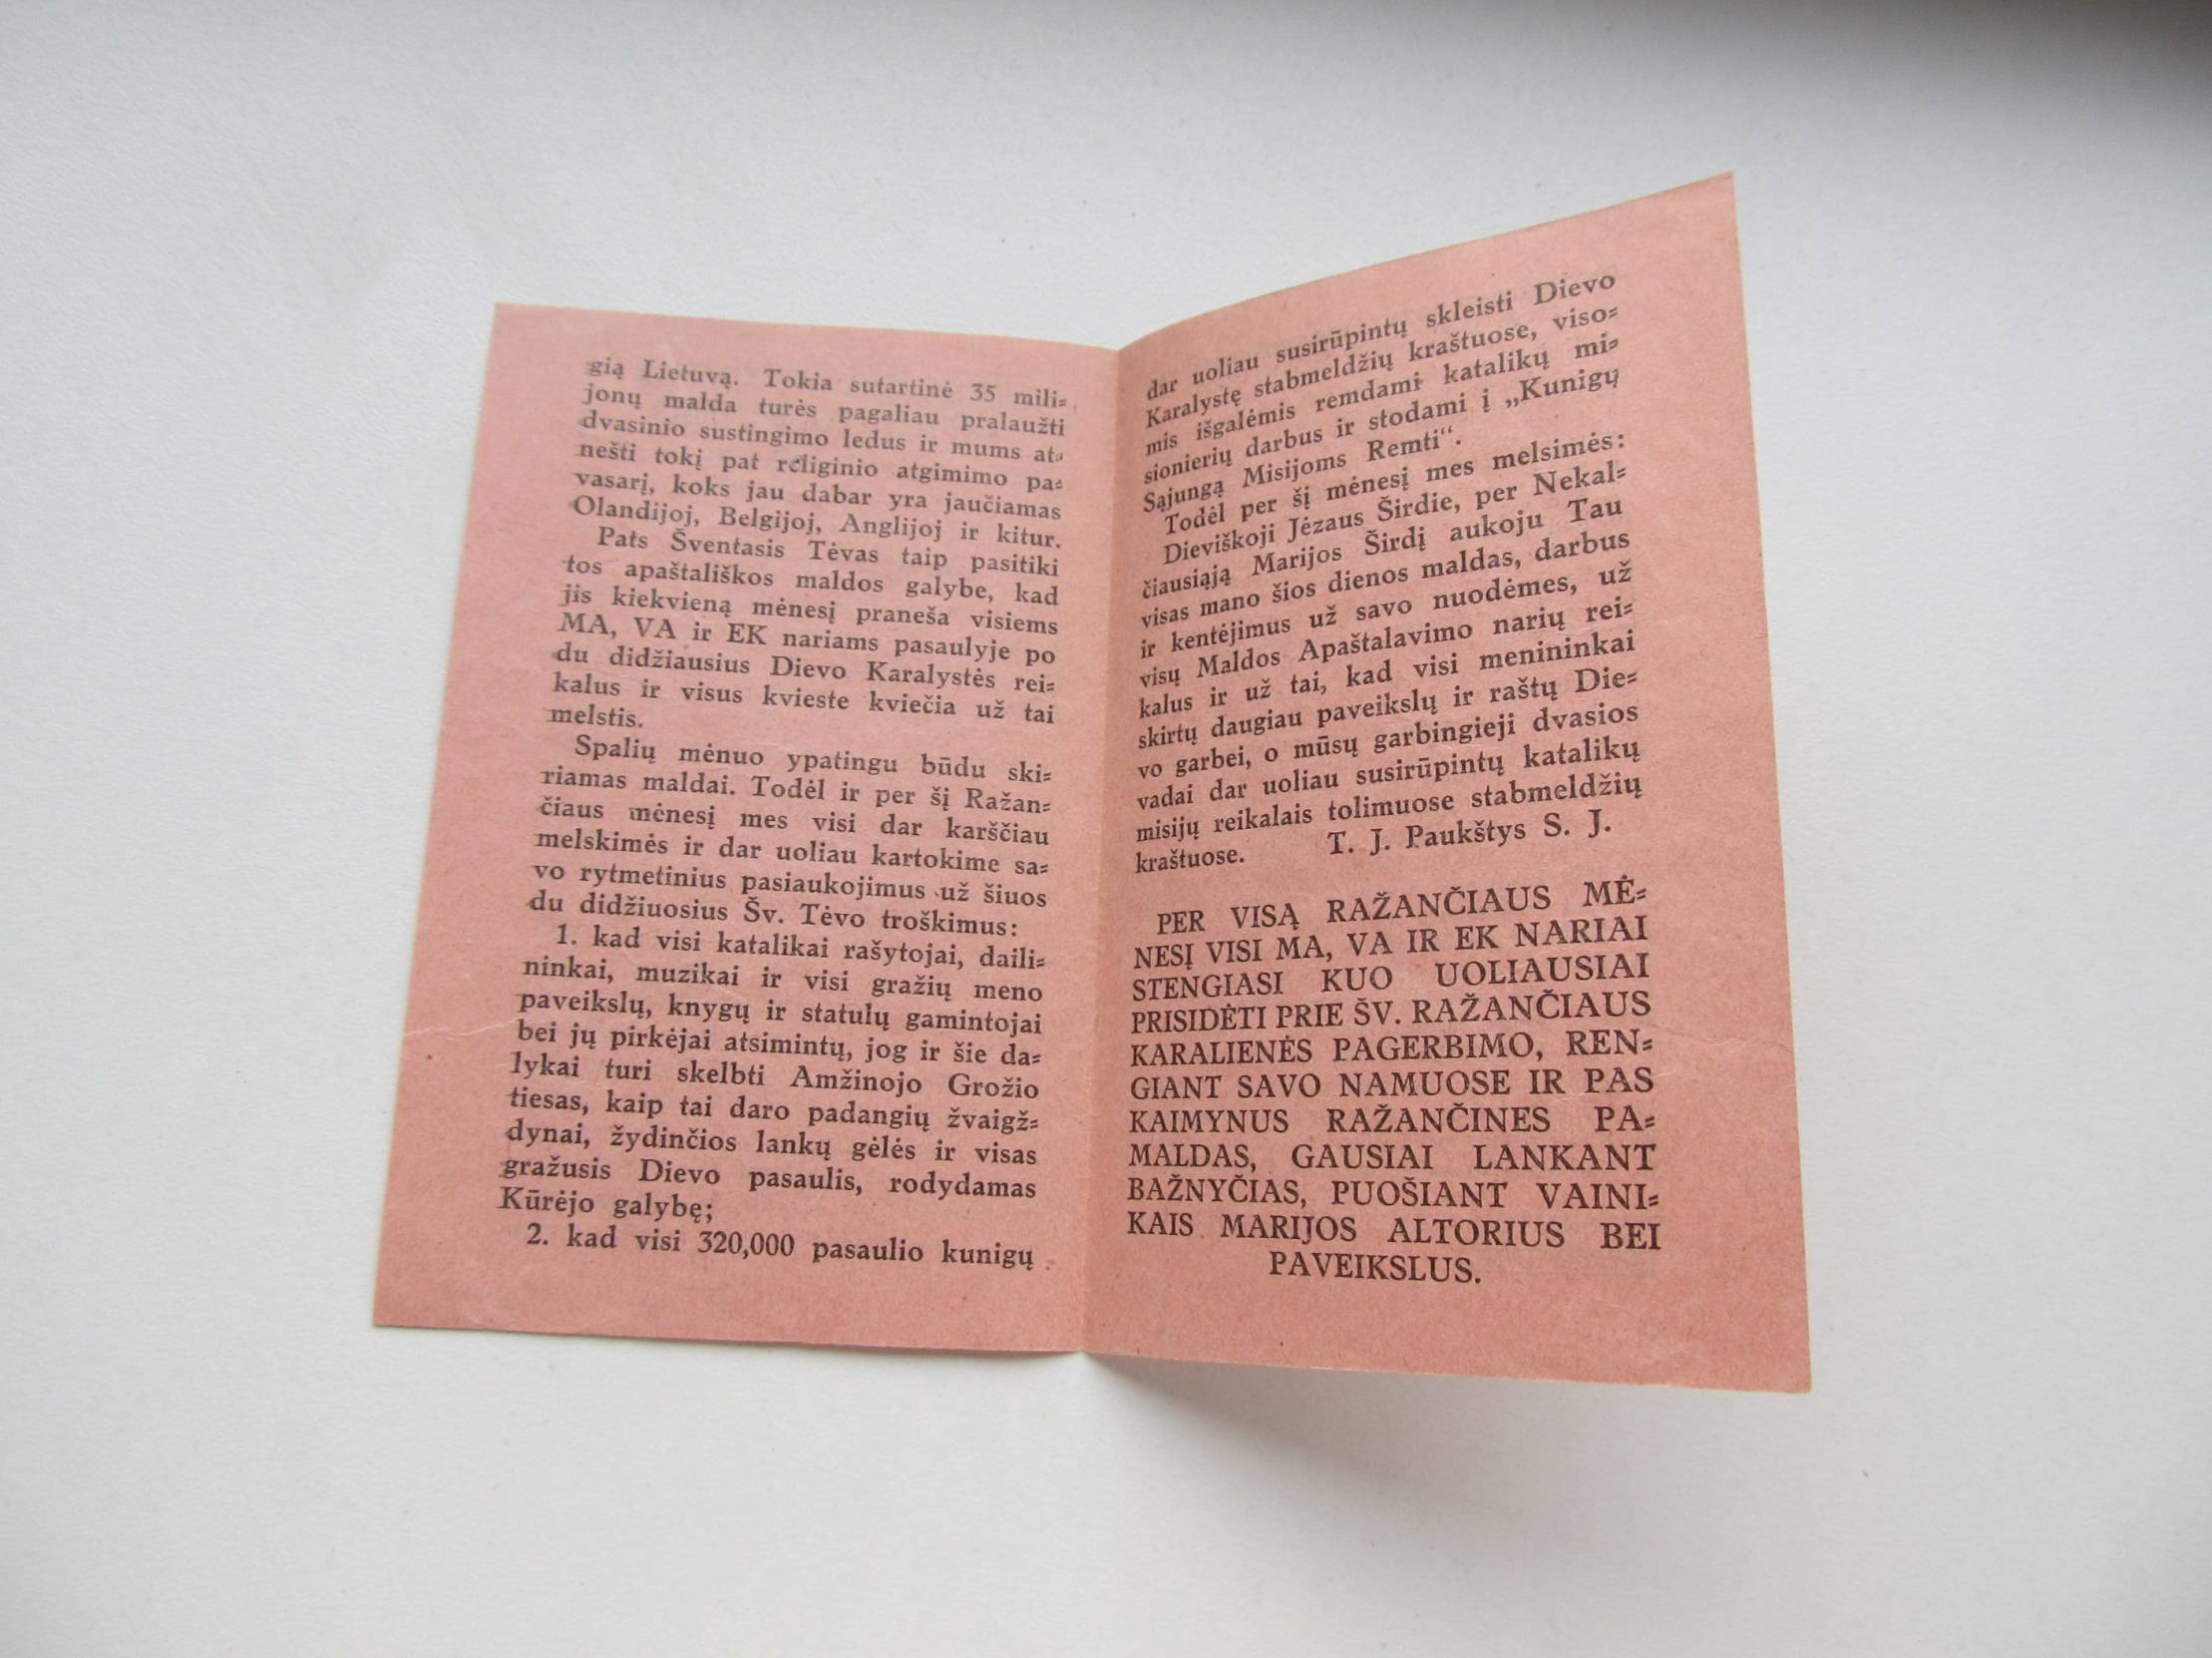 gią Lietuvą. Tokia sutartinė 35 mili=
jonų malda turės pagaliau pralaužti
dvasinio sustingimo ledus ir mums at=
nešti tokį pat religinio atgimimo pa=
vasarį, koks jau dabar yra jaučiamas
Olandijoj, Belgijoj, Anglijoj ir kitur.
Pats Šventasis Tėvas taip pasitiki
tos apaštališkos maldos galybe, kad
jis kiekvieną mėnesį praneša visiems
MA, VA ir EK nariams pasaulyje po
du didžiausius Dievo Karalystės rei=
kalus ir visus kvieste kviečia už tai
melstis.
Spalių mėnuo ypatingu būdu ski=
riamas maldai. Todėl ir per šį Ražan=
čiaus mėnesį mes visi dar karščiau
melskimės ir dar uoliau kartokime sa=
vo rytmetinius pasiaukojimus už šiuos
du didžiuosius Šv. Tėvo troškimus:
1. kad visi katalikai rašytojai, daili=
ninkai, muzikai ir visi gražių meno
paveikslų, knygų ir statulų gamintojai
bei jų pirkėjai atsimintų, jog ir šie da=
lykai turi skelbti Amžinojo Grožio
tiesas, kaip tai daro padangių žvaigž=
dynai, žydinčios lankų gėlės ir visas
gražusis Dievo pasaulis, rodydamas
Kūrėjo galybę;
2. kad visi 320,000 pasaulio kunigų
dar uoliau susirūpintų skleisti Dievo
Karalystę stabmeldžių kraštuose, viso=
mis išgalėmis remdami katalikų mi=
sionierių darbus ir stodami į „Kunigų
Sąjungą Misijoms Remti“.
Todėl per šį mėnesį mes melsimės:
Dieviškoji Jėzaus Širdie, per Nekal=
čiausiąją Marijos Širdį aukoju Tau
visas mano šios dienos maldas, darbus
ir kentėjimus už savo nuodėmes, už
visų Maldos Apaštalavimo narių rei=
kalus ir už tai, kad visi menininkai
skirtų daugiau paveikslų ir raštų Die=
vo garbei, o mūsų garbingieji dvasios
vadai dar uoliau susirūpintų katalikų
misijų reikalais tolimuose stabmeldžių
kraštuose. T. J. Paukštys S. J.
PER VISĄ RAŽANČIAUS MĖ=
NESĮ VISI MA, VA IR EK NARIAI
STENGIASI KUO UOLIAUSIAI
PRISIDĖTI PRIE ŠV. RAŽANČIAUS
KARALIENĖS PAGERBIMO, REN=
GIANT SAVO NAMUOSE IR PAS
KAIMYNUS RAŽANČINES PA=
MALDAS, GAUSIAI LANKANT
BAŽNYČIAS, PUOŠIANT VAINI=
KAIS MARIJOS ALTORIUS BEI
PAVEIKSLUS.